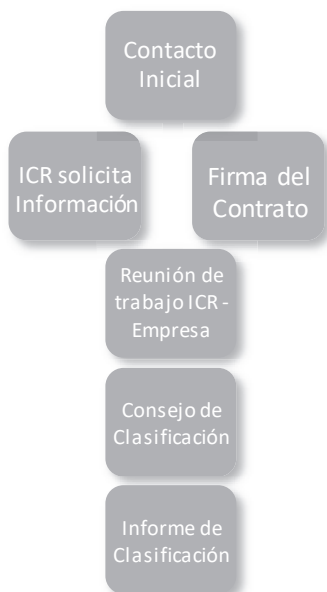 Contacto
Inicial
ICR solicita
Información
Firma del
Contrato
Reunión de
trabajo ICR -
Empresa
Consejo de
Clasificación
Informe de
Clasificación